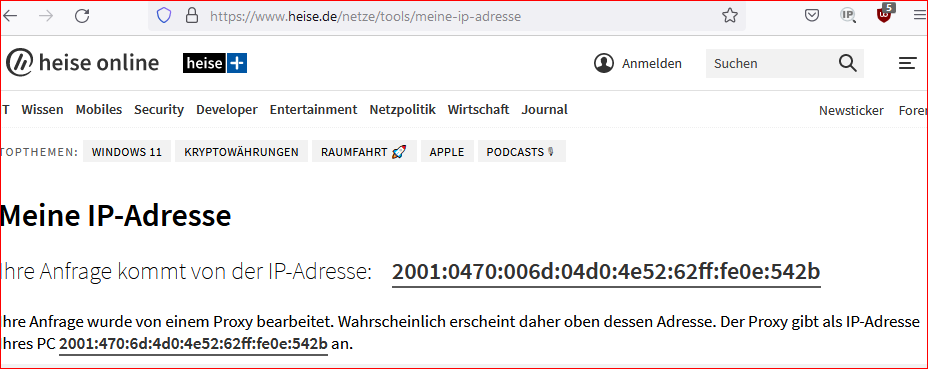 https://www.heise.de/netze/tools/meine-ip-adresse IP 5
heise online heise+ Anmelden Suchen
T Wissen Mobiles Security Developer Entertainment Netzpolitik Wirtschaft Journal Newsticker Foren
TOPTHEMEN: WINDOWS 11 KRYPTOWÄHRUNGEN RAUMFAHRT 🚀 APPLE PODCASTS 🎙
Meine IP-Adresse
Ihre Anfrage kommt von der IP-Adresse: 2001:0470:006d:04d0:4e52:62ff:fe0e:542b
hre Anfrage wurde von einem Proxy bearbeitet. Wahrscheinlich erscheint daher oben dessen Adresse. Der Proxy gibt als IP-Adresse
hres PC 2001:470:6d:4d0:4e52:62ff:fe0e:542b an.